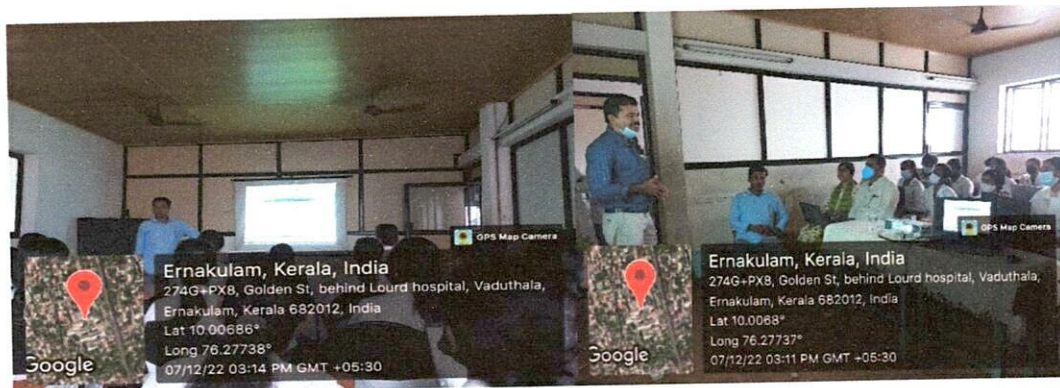 GPS Map Camera
Ernakulam, Kerala, India
274G+PX8, Golden St, behind Lourd hospital, Vaduthala,
Ernakulam, Kerala 682012, India
Lat 10.00686°
Long 76.27738°
07/12/22 03:14 PM GMT +05:30
Google
GPS Map Camera
Ernakulam, Kerala, India
274G+PX8, Golden St, behind Lourd hospital, Vaduthala,
Ernakulam, Kerala 682012, India
Lat 10.0068°
Long 76.27737°
07/12/22 03:11 PM GMT +05:30
Google